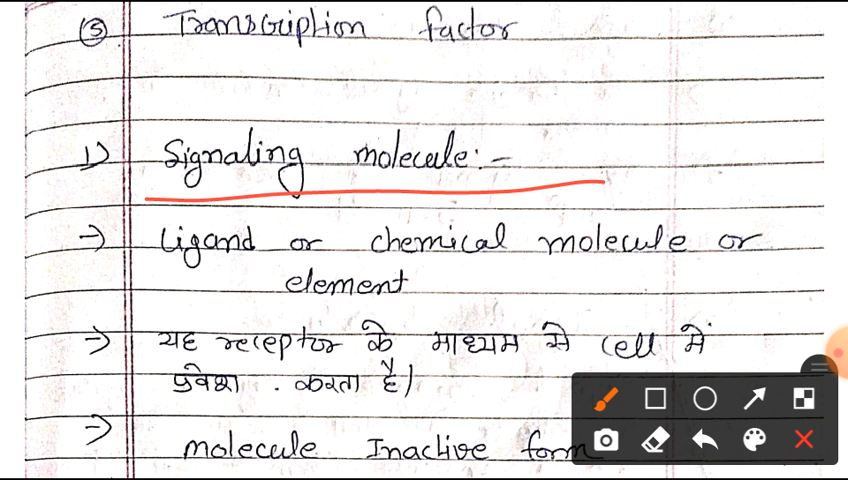 ⑤ Transcription factor
1) Signaling molecule:-
→ Ligand or chemical molecule or
element
→ यह receptor के माध्यम से cell में
प्रवेश . करता है।
→ molecule Inactive form